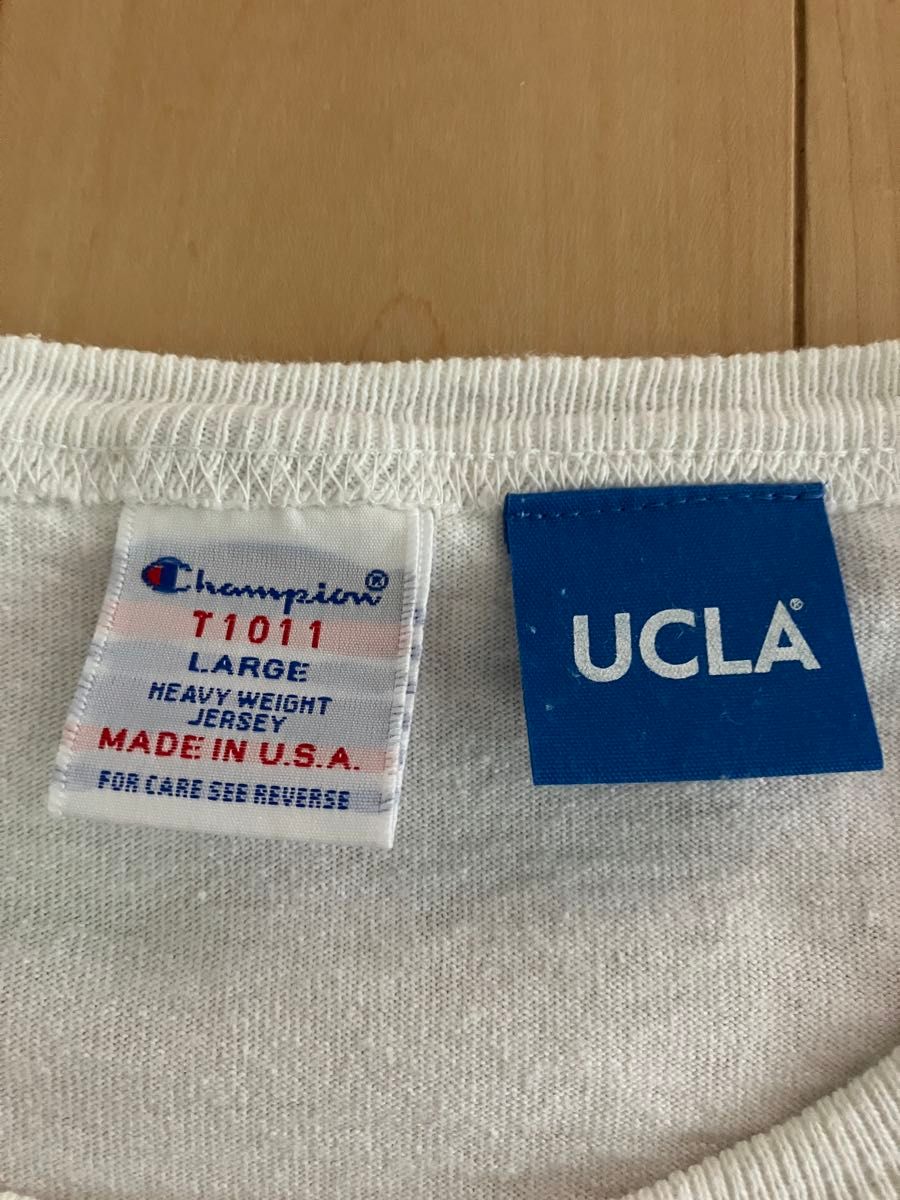 Champion®
T1011
LARGE
HEAVY WEIGHT
JERSEY
MADE IN U.S.A.
FOR CARE SEE REVERSE
UCLA®